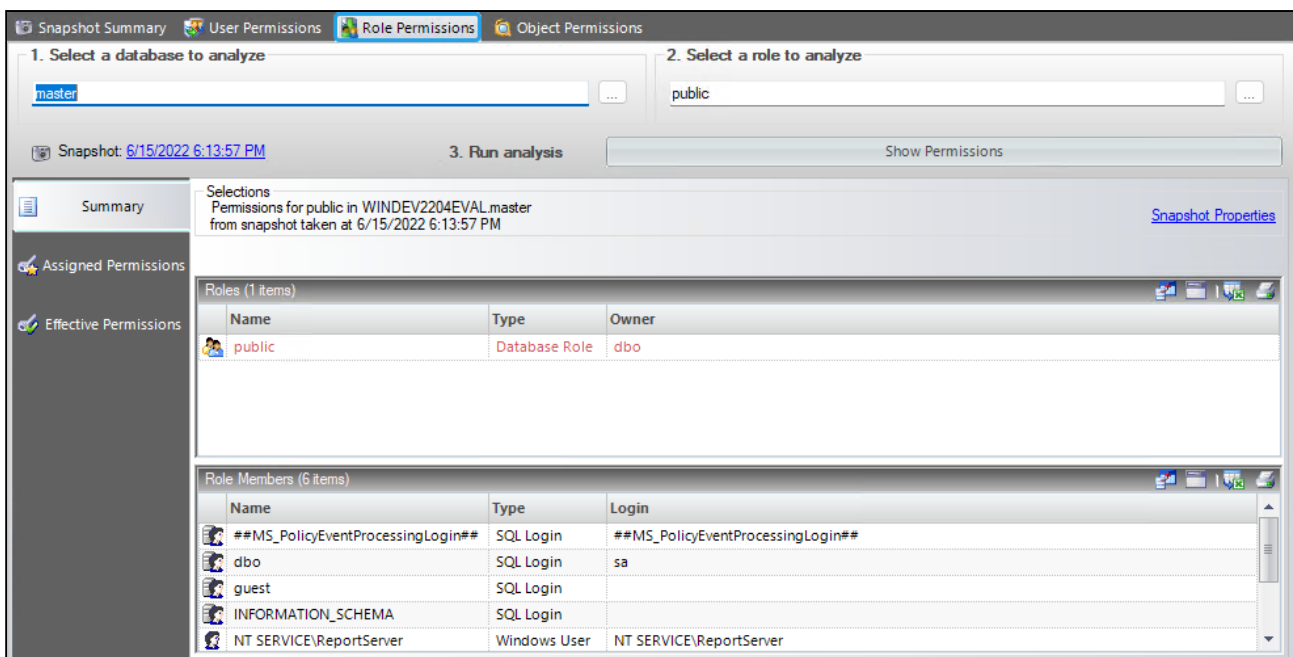 Snapshot Summary User Permissions Role Permissions Object Permissions
1. Select a database to analyze 2. Select a role to analyze
master ... public ...
Snapshot: 6/15/2022 6:13:57 PM 3. Run analysis Show Permissions
Summary
Assigned Permissions
Effective Permissions
Selections
Permissions for public in WINDEV2204EVAL.master
from snapshot taken at 6/15/2022 6:13:57 PM
Snapshot Properties
Roles (1 items)
Name Type Owner
public Database Role dbo
Role Members (6 items)
Name Type Login
##MS_PolicyEventProcessingLogin## SQL Login ##MS_PolicyEventProcessingLogin##
dbo SQL Login sa
guest SQL Login
INFORMATION_SCHEMA SQL Login
NT SERVICE\ReportServer Windows User NT SERVICE\ReportServer